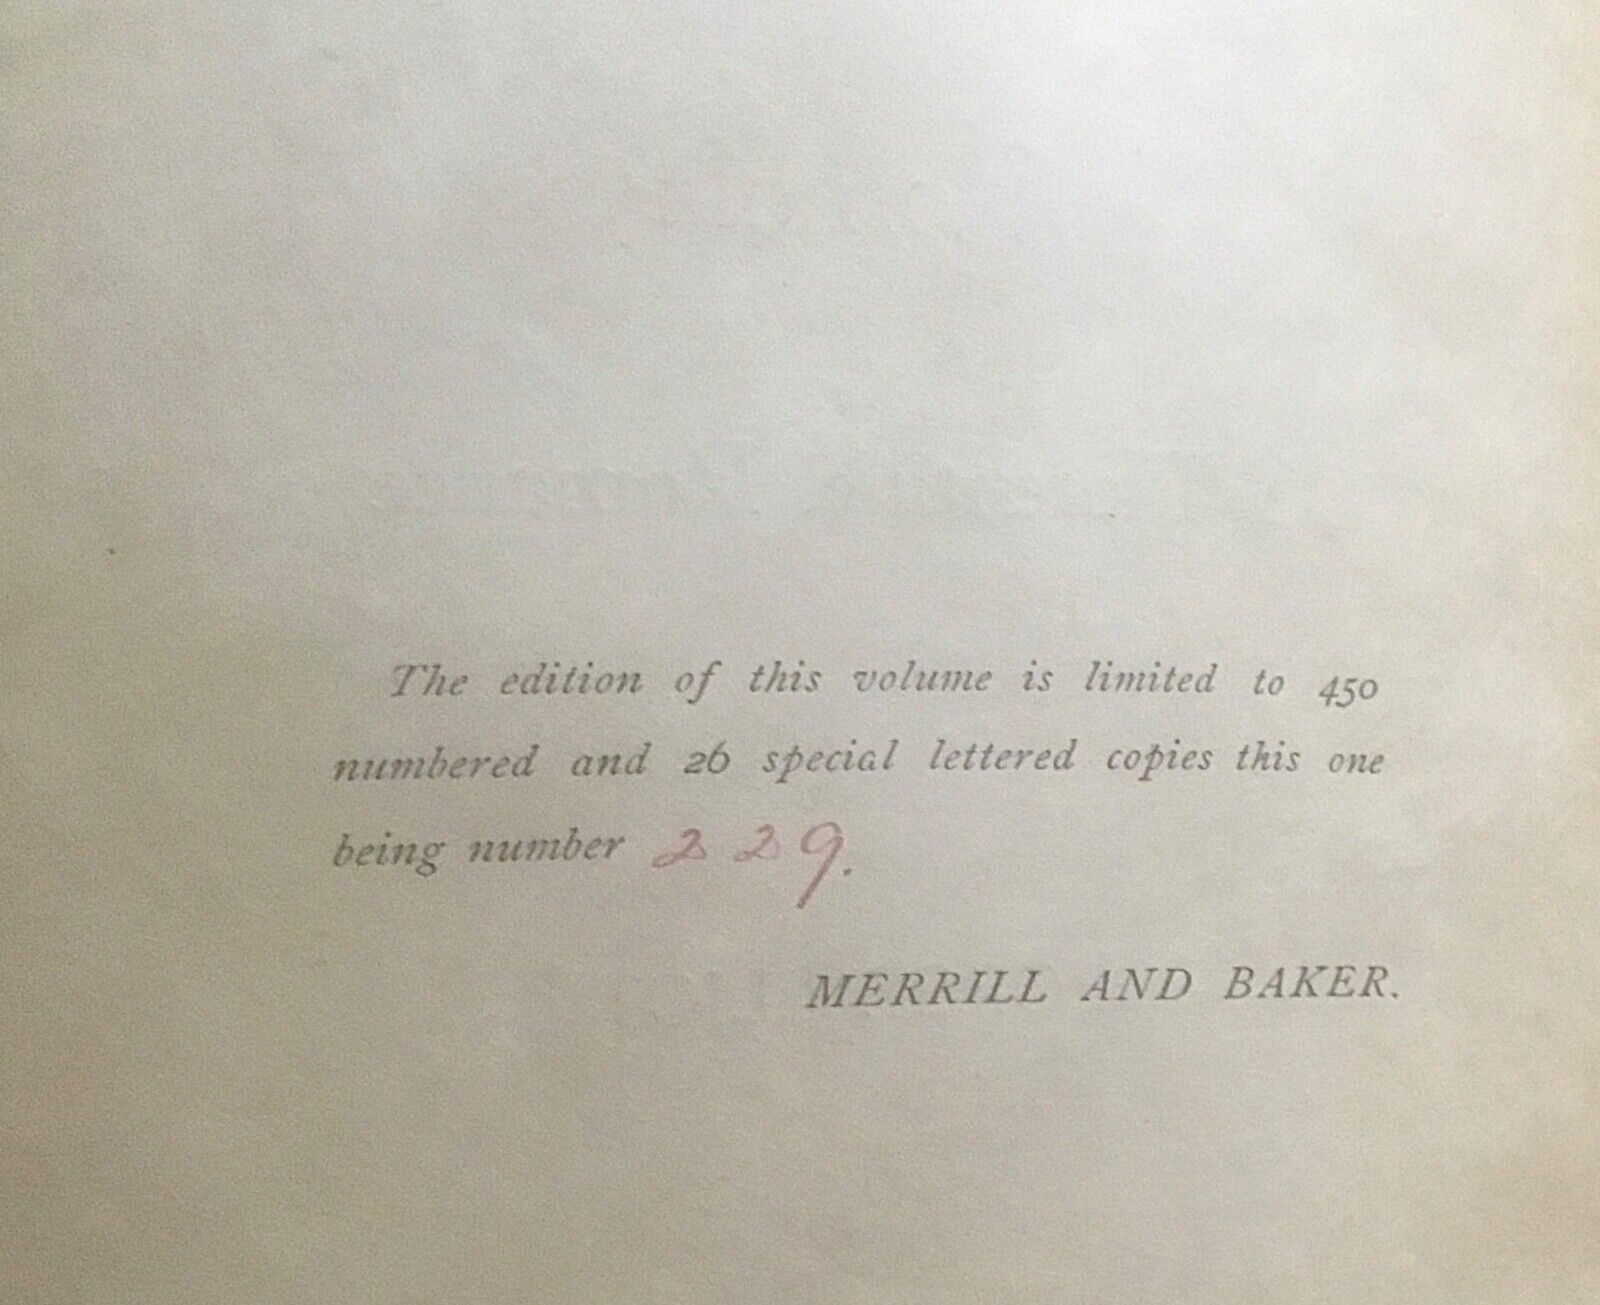 The edition of this volume is limited to 450
numbered and 26 special lettered copies this one
being number 229.
MERRILL AND BAKER.